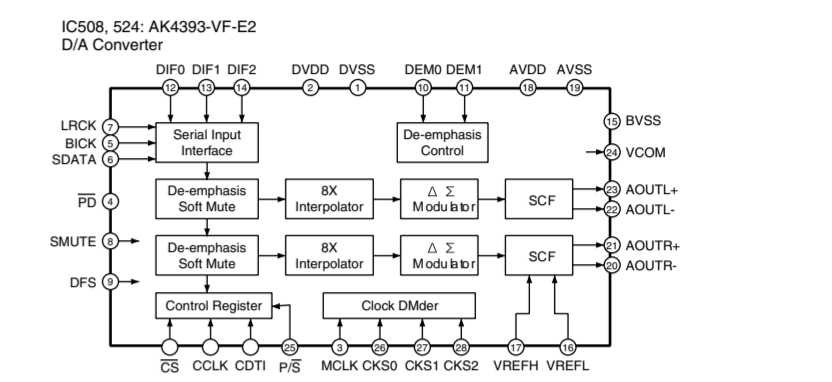 IC508, 524: AK4393-VF-E2
D/A Converter
DIF0 DIF1 DIF2 DVDD DVSS DEM0 DEM1 AVDD AVSS
12 13 14 2 1 10 11 18 19
LRCK 7
BICK 5
SDATA 6
Serial Input
Interface
De-emphasis
Control
15 BVSS
24 VCOM
PD 4
De-emphasis
Soft Mute
8X
Interpolator
Δ Σ
Modulator
SCF
23 AOUTL+
22 AOUTL-
SMUTE 8
De-emphasis
Soft Mute
8X
Interpolator
Δ Σ
Modulator
SCF
21 AOUTR+
20 AOUTR-
DFS 9
Control Register
Clock DMder
25 3 26 27 28 17 16
CS CCLK CDTI P/S MCLK CKS0 CKS1 CKS2 VREFH VREFL